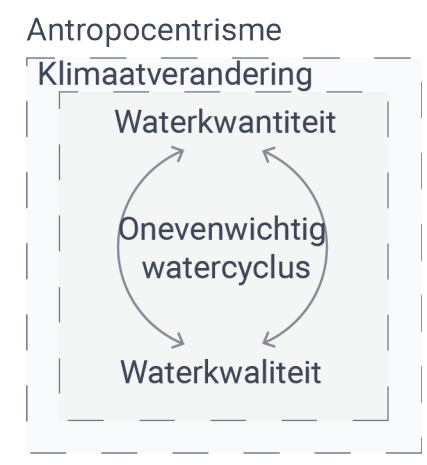 Antropocentrisme
Klimaatverandering
Waterkwantiteit
Onevenwichtig
watercyclus
Waterkwaliteit